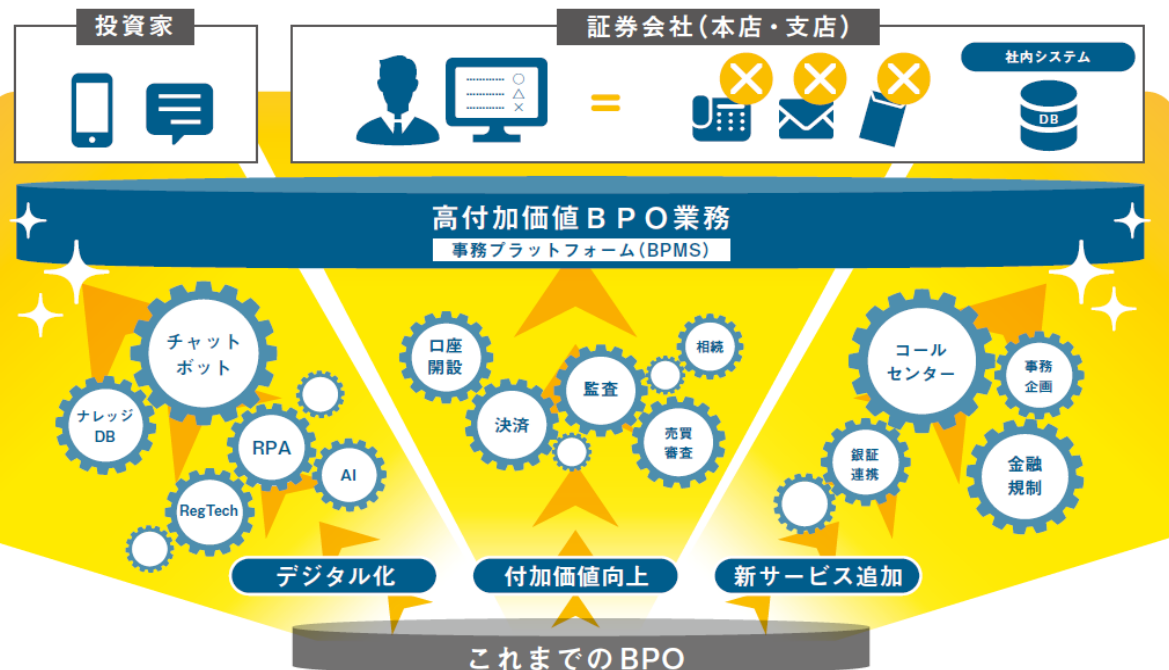 投資家
証券会社(本店・支店)
社内システム
DB
高付加価値BPO業務
事務プラットフォーム(BPMS)
チャット
ボット
ナレッジ
DB
RPA
AI
RegTech
口座
開設
決済
監査
相続
売買
審査
コール
センター
事務
企画
銀証
連携
金融
規制
デジタル化
付加価値向上
新サービス追加
これまでのBPO